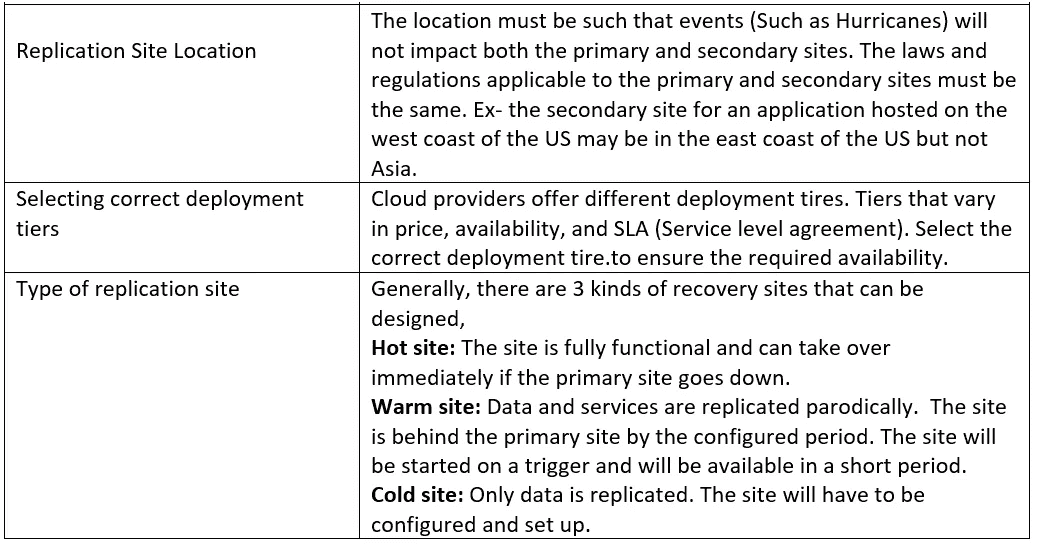 Replication Site Location
The location must be such that events (Such as Hurricanes) will
not impact both the primary and secondary sites. The laws and
regulations applicable to the primary and secondary sites must be
the same. Ex- the secondary site for an application hosted on the
west coast of the US may be in the east coast of the US but not
Asia.
Selecting correct deployment
tiers
Cloud providers offer different deployment tires. Tiers that vary
in price, availability, and SLA (Service level agreement). Select the
correct deployment tire.to ensure the required availability.
Type of replication site
Generally, there are 3 kinds of recovery sites that can be
designed,
Hot site: The site is fully functional and can take over
immediately if the primary site goes down.
Warm site: Data and services are replicated parodically.  The site
is behind the primary site by the configured period. The site will
be started on a trigger and will be available in a short period.
Cold site: Only data is replicated. The site will have to be
configured and set up.